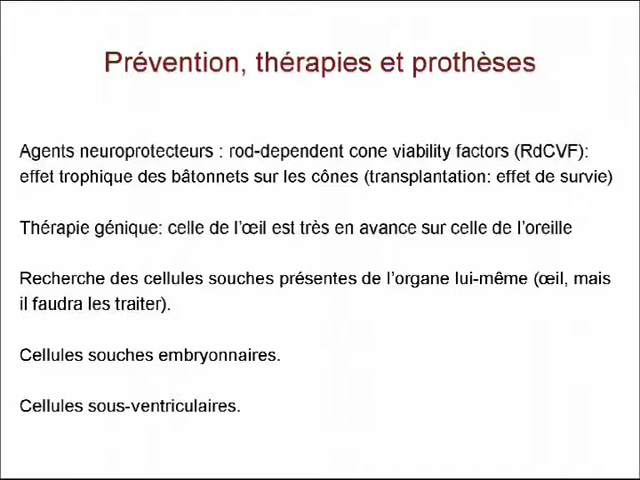 Prévention, thérapies et prothèses
Agents neuroprotecteurs : rod-dependent cone viability factors (RdCVF):
effet trophique des bâtonnets sur les cônes (transplantation: effet de survie)
Thérapie génique: celle de l'œil est très en avance sur celle de l'oreille
Recherche des cellules souches présentes de l'organe lui-même (œil, mais
il faudra les traiter).
Cellules souches embryonnaires.
Cellules sous-ventriculaires.